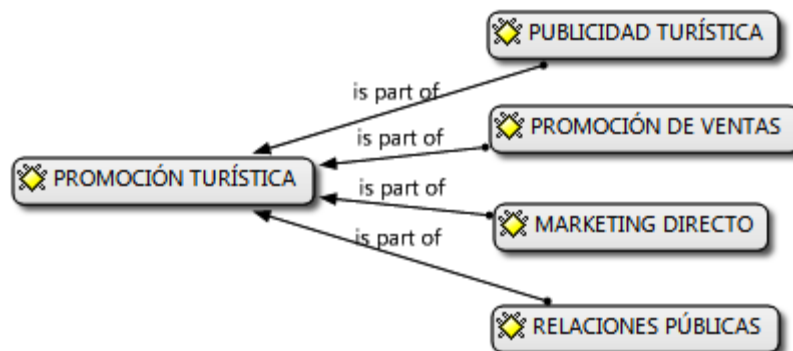 PUBLICIDAD TURÍSTICA
is part of
PROMOCIÓN DE VENTAS
is part of
PROMOCIÓN TURÍSTICA
is part of
MARKETING DIRECTO
is part of
RELACIONES PÚBLICAS